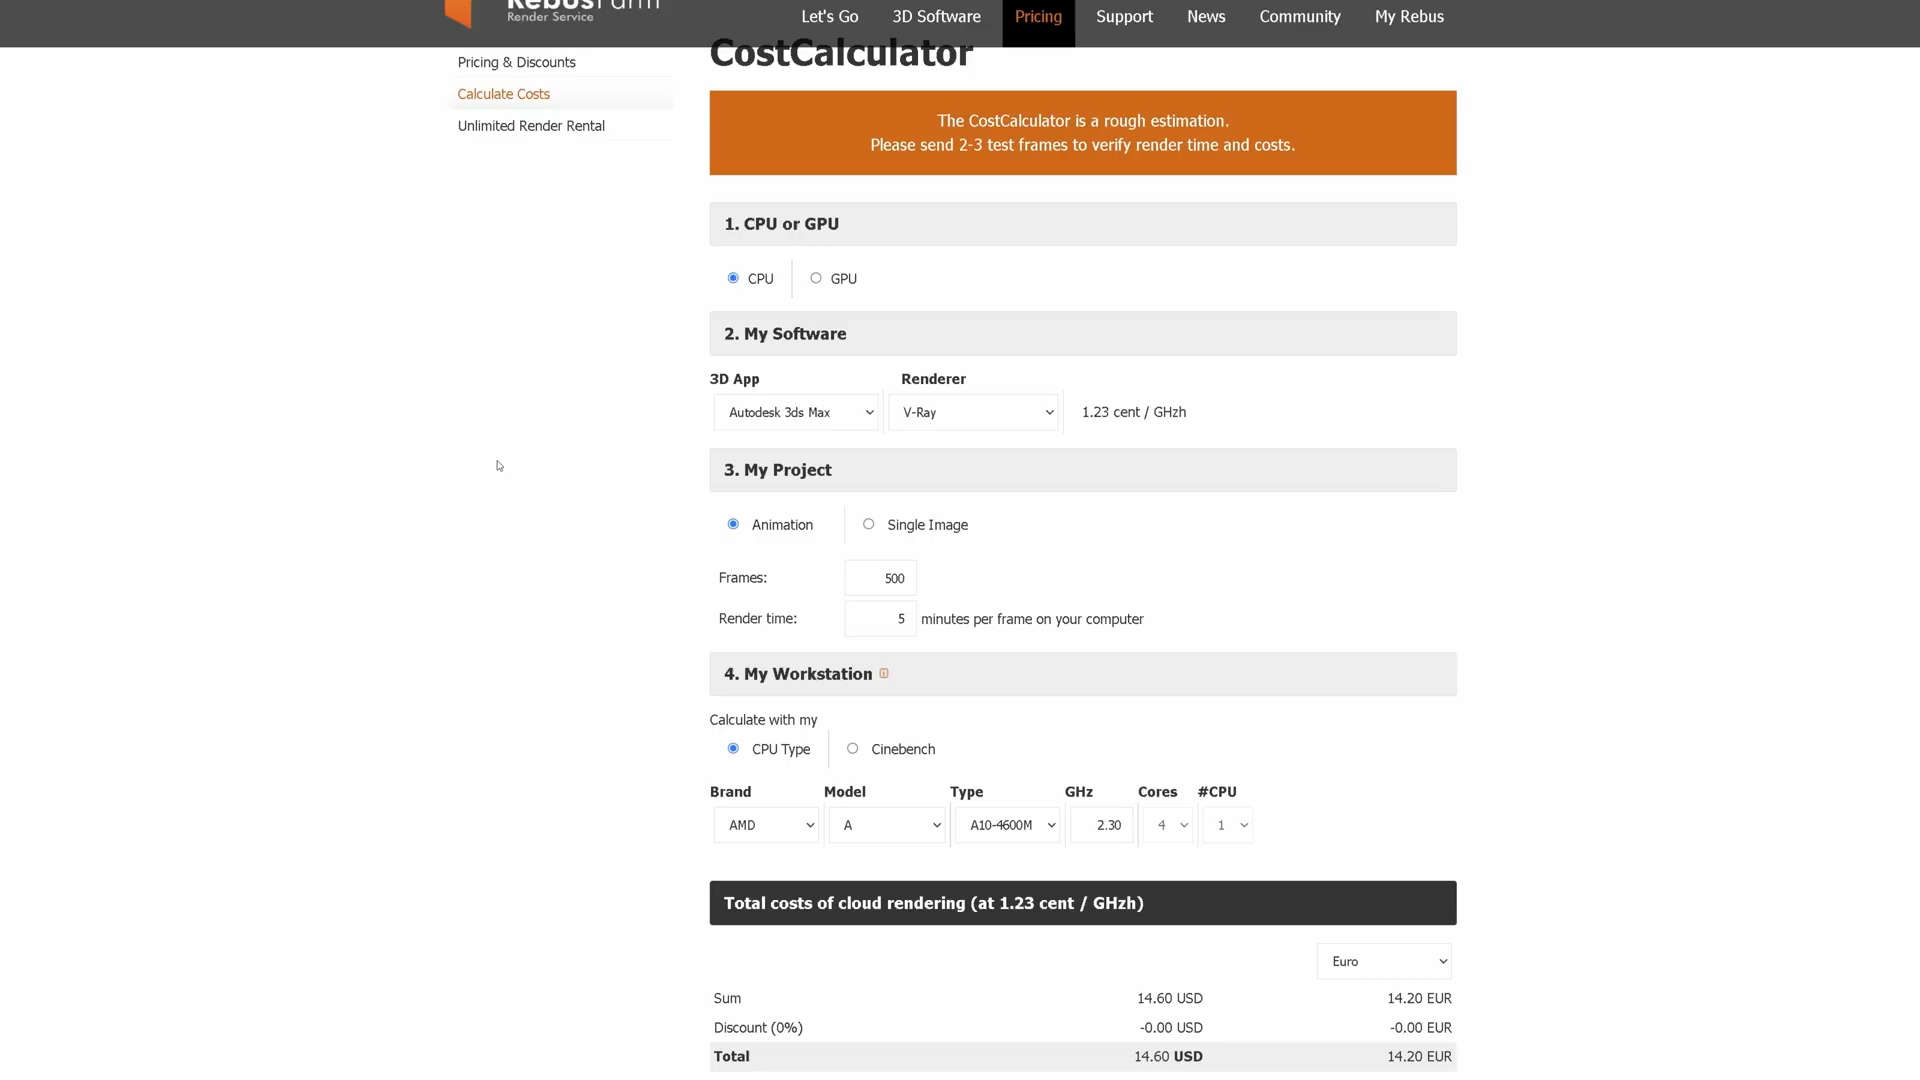 RebusFarm
Render Service
Let's Go
3D Software
Pricing
Support
News
Community
My Rebus
Pricing & Discounts
Calculate Costs
Unlimited Render Rental
CostCalculator
The CostCalculator is a rough estimation.
Please send 2-3 test frames to verify render time and costs.
1. CPU or GPU
CPU
GPU
2. My Software
3D App
Renderer
Autodesk 3ds Max
V-Ray
1.23 cent / GHzh
3. My Project
Animation
Single Image
Frames:
500
Render time:
5
minutes per frame on your computer
4. My Workstation
Calculate with my
CPU Type
Cinebench
Brand
Model
Type
GHz
Cores
#CPU
AMD
A
A10-4600M
2.30
4
1
Total costs of cloud rendering (at 1.23 cent / GHzh)
Euro
Sum
14.60 USD
14.20 EUR
Discount (0%)
-0.00 USD
-0.00 EUR
Total
14.60 USD
14.20 EUR